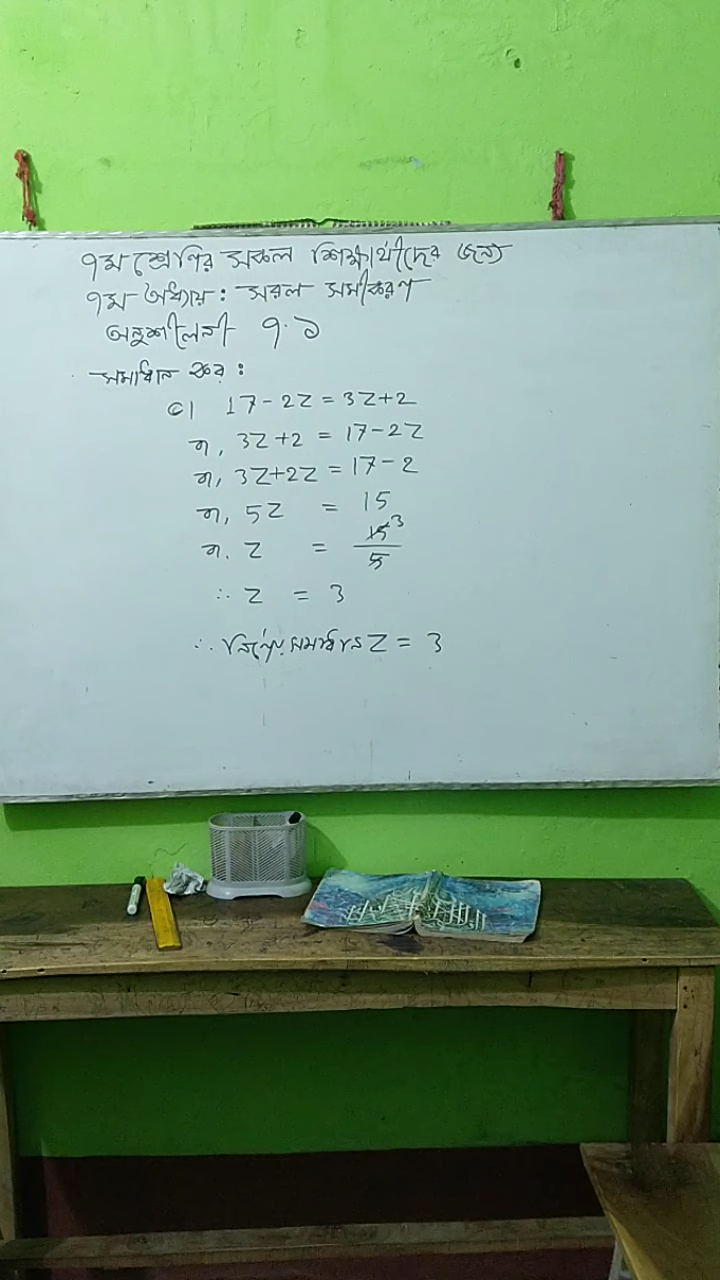 ৭ম শ্রেণির সকল শিক্ষার্থীদের জন্য
৭ম অধ্যায় : সরল সমীকরণ
অনুশীলনী ৭.১
সমাধান কর :
৫। 17 - 2Z = 3Z + 2
বা, 3Z + 2 = 17 - 2Z
বা, 3Z + 2Z = 17 - 2
বা, 5Z = 15
বা, Z = 15 3 / 5
∴ Z = 3
∴ নির্ণেয় সমাধান Z = 3